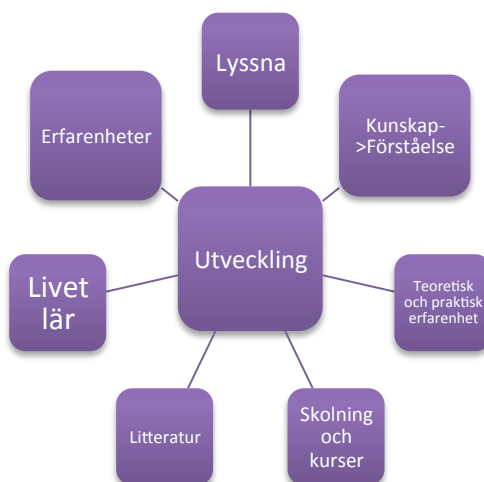 Lyssna
Erfarenheter
Kunskap-
>Förståelse
Utveckling
Livet
lär
Teoretisk
och praktisk
erfarenhet
Litteratur
Skolning
och
kurser